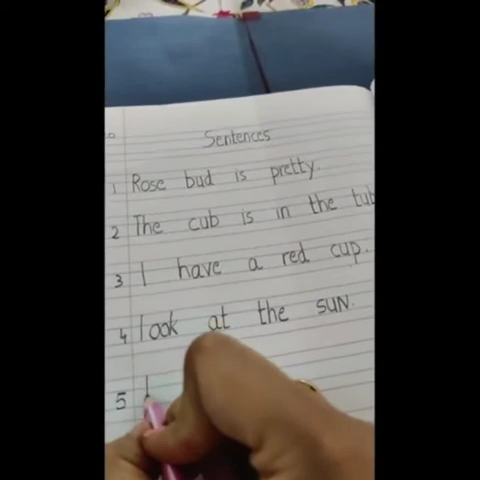 Sentences
1 Rose bud is pretty.
2 The cub is in the tub
3 I have a red cup.
4 look at the sun.
5 I